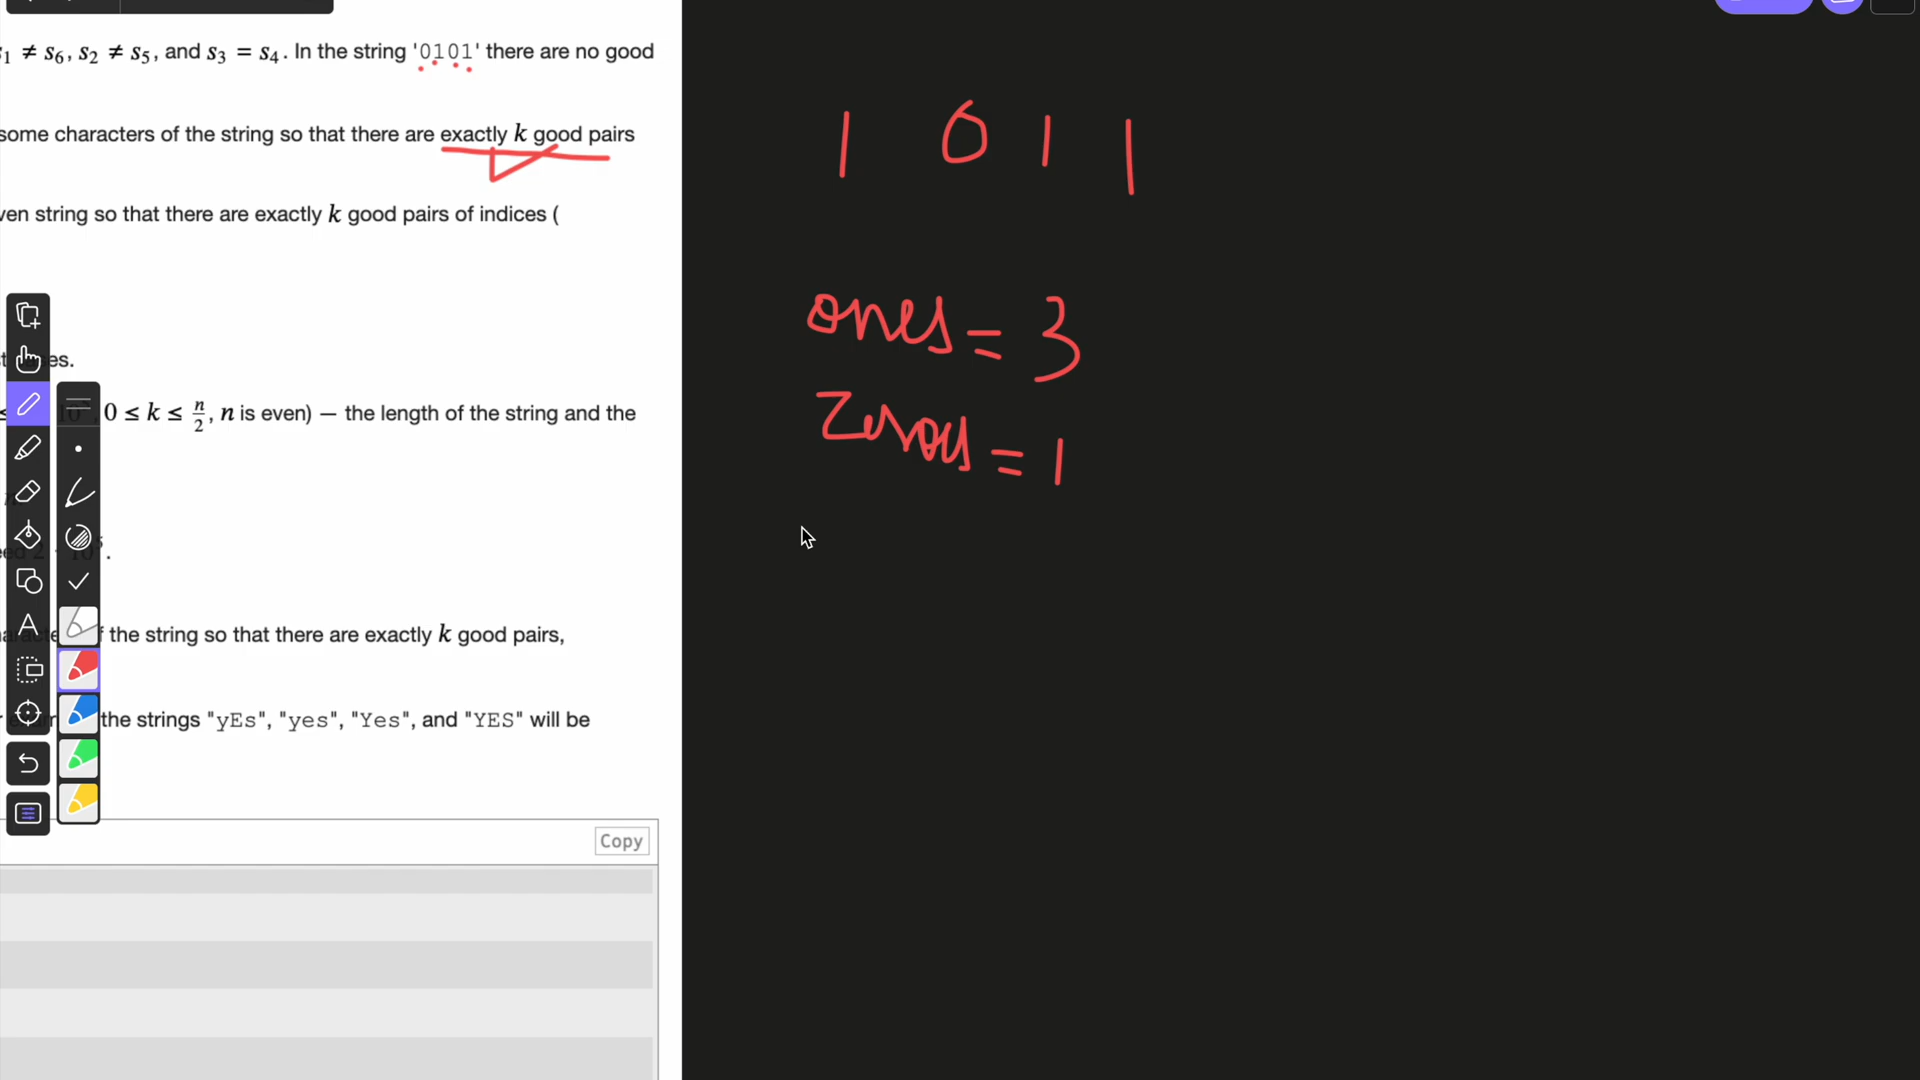 s₁ ≠ s₆, s₂ ≠ s₅, and s₃ = s₄. In the string '0101' there are no good
some characters of the string so that there are exactly k good pairs
ven string so that there are exactly k good pairs of indices (
es.
0 ≤ k ≤ n/2, n is even) — the length of the string and the
the string so that there are exactly k good pairs,
the strings "yEs", "yes", "Yes", and "YES" will be
Copy
1 0 1 1
ones = 3
Zeroes = 1